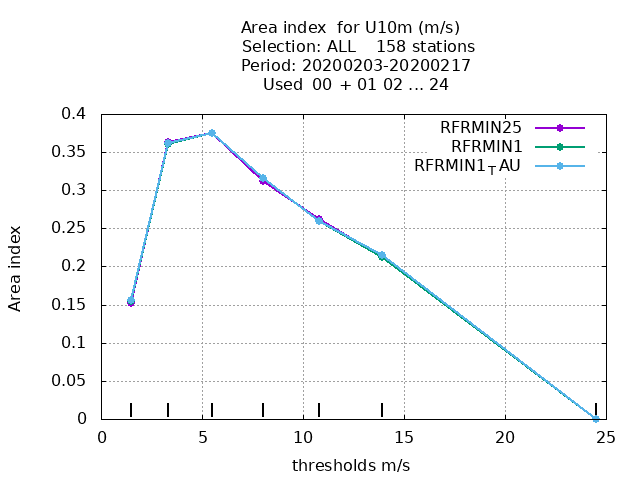 Area index  for U10m (m/s)
Selection: ALL    158 stations
Period: 20200203-20200217
Used  00 + 01 02 ... 24
RFRMIN25
RFRMIN1
RFRMIN1TAU
0.4
0.35
0.3
0.25
0.2
0.15
0.1
0.05
0
Area index
0 5 10 15 20 25
thresholds m/s